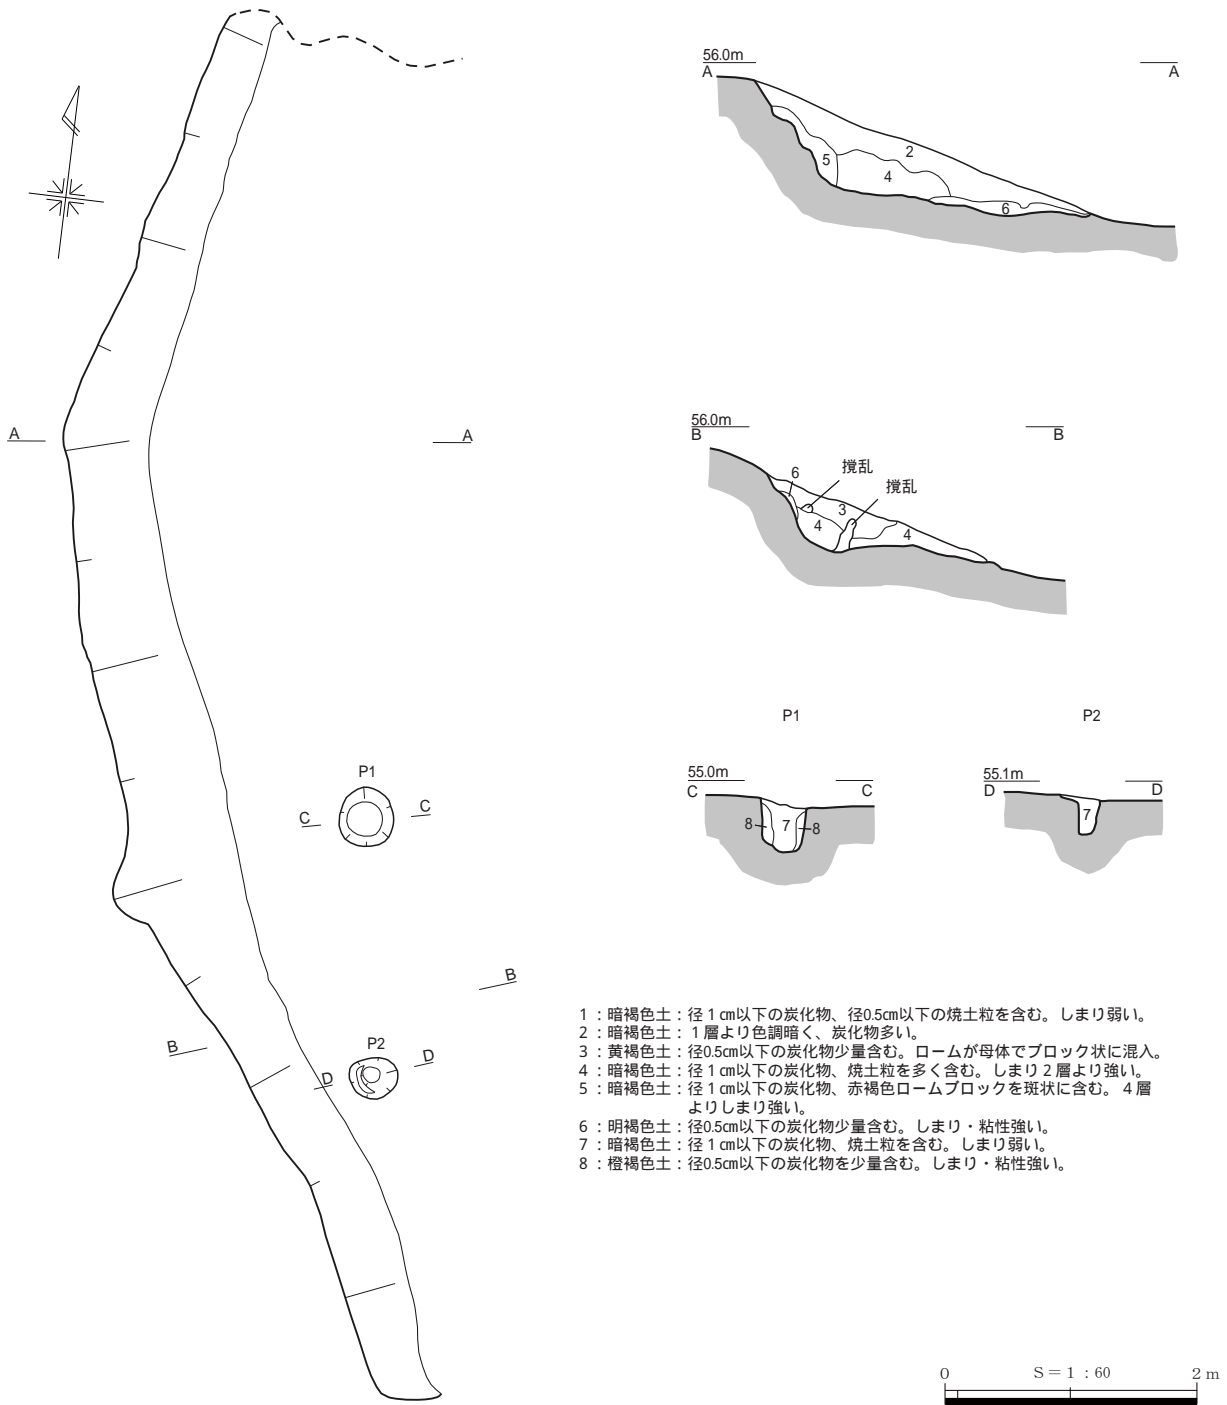 56.0m
A A
2
5
4
6
A A
56.0m
B B
6 撹乱
撹乱
3
4
4
P1 P2
55.0m 55.1m
C C D D
8 7 8
7
P1
C C
B
B
P2
D D
1：暗褐色土：径1㎝以下の炭化物、径0.5㎝以下の焼土粒を含む。しまり弱い。
2：暗褐色土：1層より色調暗く、炭化物多い。
3：黄褐色土：径0.5㎝以下の炭化物少量含む。ロームが母体でブロック状に混入。
4：暗褐色土：径1㎝以下の炭化物、焼土粒を多く含む。しまり2層より強い。
5：暗褐色土：径1㎝以下の炭化物、赤褐色ロームブロックを斑状に含む。4層
よりしまり強い。
6：明褐色土：径0.5㎝以下の炭化物少量含む。しまり・粘性強い。
7：暗褐色土：径1㎝以下の炭化物、焼土粒を含む。しまり弱い。
8：橙褐色土：径0.5㎝以下の炭化物を少量含む。しまり・粘性強い。
0 S＝1：60 2m